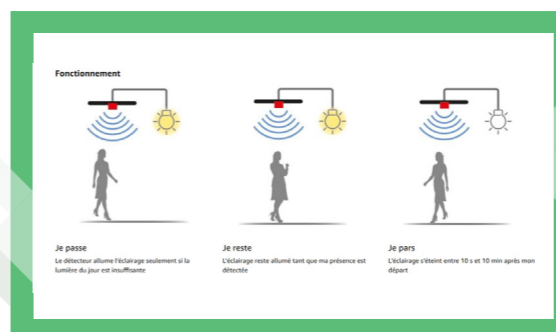 Fonctionnement
Je passe
Le détecteur allume l'éclairage seulement si la
lumière du jour est insuffisante
Je reste
L'éclairage reste allumé tant que ma présence est
détectée
Je pars
L'éclairage s'éteint entre 10 s et 10 min après mon
départ